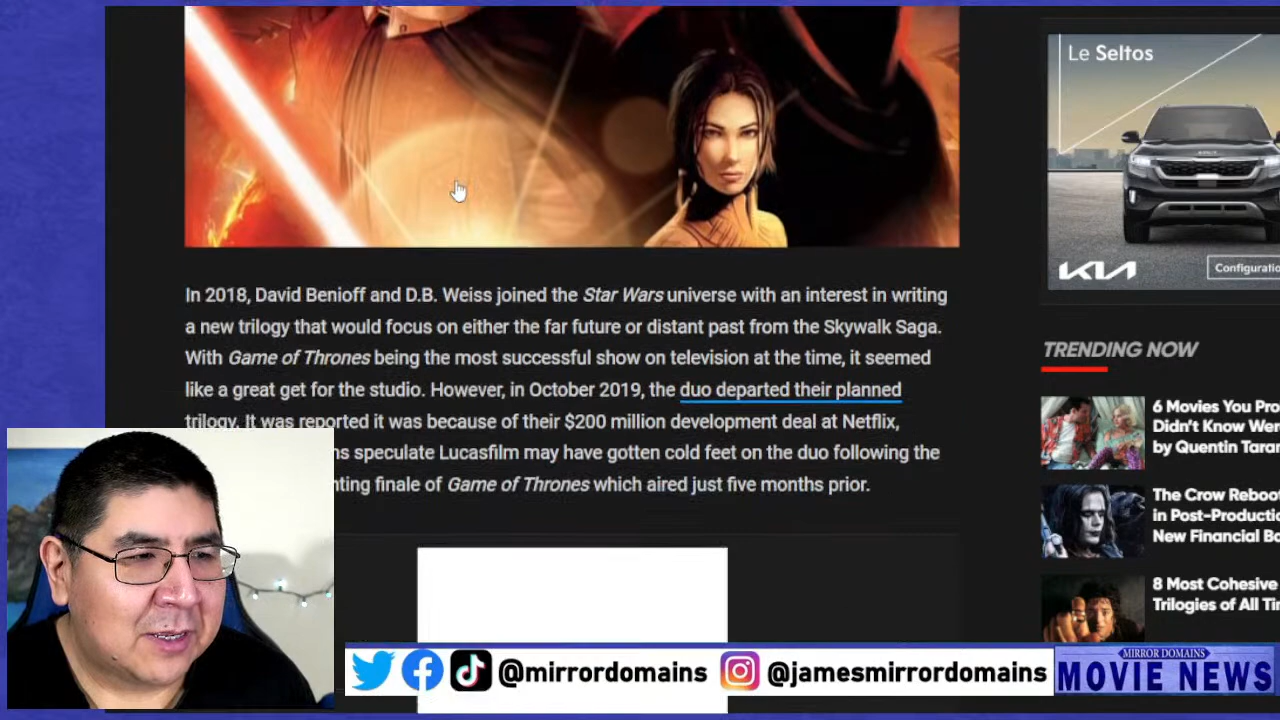 Le Seltos
KIA
Configuratio
In 2018, David Benioff and D.B. Weiss joined the Star Wars universe with an interest in writing
a new trilogy that would focus on either the far future or distant past from the Skywalk Saga.
With Game of Thrones being the most successful show on television at the time, it seemed
like a great get for the studio. However, in October 2019, the duo departed their planned
trilogy. It was reported it was because of their $200 million development deal at Netflix,
ns speculate Lucasfilm may have gotten cold feet on the duo following the
nting finale of Game of Thrones which aired just five months prior.
TRENDING NOW
6 Movies You Pro
Didn't Know Wer
by Quentin Taran
The Crow Reboot
in Post-Productio
New Financial Ba
8 Most Cohesive
Trilogies of All Ti
@mirrordomains
@jamesmirrordomains
MIRROR DOMAINS
MOVIE NEWS